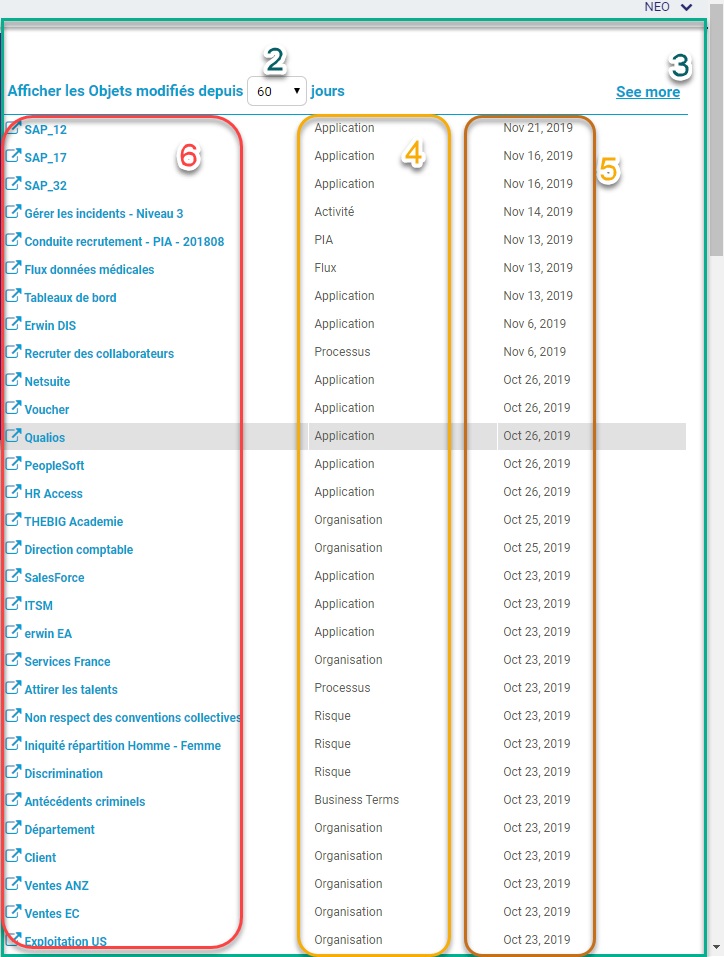 NEO
2
3
Afficher les Objets modifiés depuis 60 jours See more
SAP_12 Application Nov 21, 2019
6
4
5
SAP_17 Application Nov 16, 2019
SAP_32 Application Nov 16, 2019
Gérer les incidents - Niveau 3 Activité Nov 14, 2019
Conduite recrutement - PIA - 201808 PIA Nov 13, 2019
Flux données médicales Flux Nov 13, 2019
Tableaux de bord Application Nov 13, 2019
Erwin DIS Application Nov 6, 2019
Recruter des collaborateurs Processus Nov 6, 2019
Netsuite Application Oct 26, 2019
Voucher Application Oct 26, 2019
Qualios Application Oct 26, 2019
PeopleSoft Application Oct 26, 2019
HR Access Application Oct 26, 2019
THEBIG Academie Organisation Oct 25, 2019
Direction comptable Organisation Oct 25, 2019
SalesForce Application Oct 23, 2019
ITSM Application Oct 23, 2019
erwin EA Application Oct 23, 2019
Services France Organisation Oct 23, 2019
Attirer les talents Processus Oct 23, 2019
Non respect des conventions collectives Risque Oct 23, 2019
Iniquité répartition Homme - Femme Risque Oct 23, 2019
Discrimination Risque Oct 23, 2019
Antécédents criminels Business Terms Oct 23, 2019
Département Organisation Oct 23, 2019
Client Organisation Oct 23, 2019
Ventes ANZ Organisation Oct 23, 2019
Ventes EC Organisation Oct 23, 2019
Exploitation US Organisation Oct 23, 2019